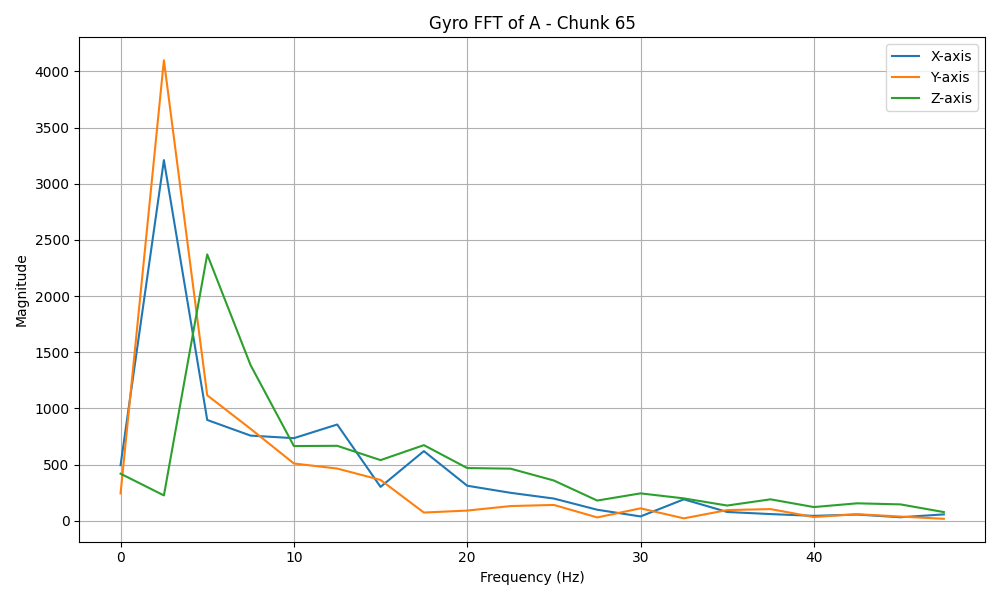 Gyro FFT of A - Chunk 65
X-axis
Y-axis
Z-axis
Magnitude
4000
3500
3000
2500
2000
1500
1000
500
0
0 10 20 30 40
Frequency (Hz)